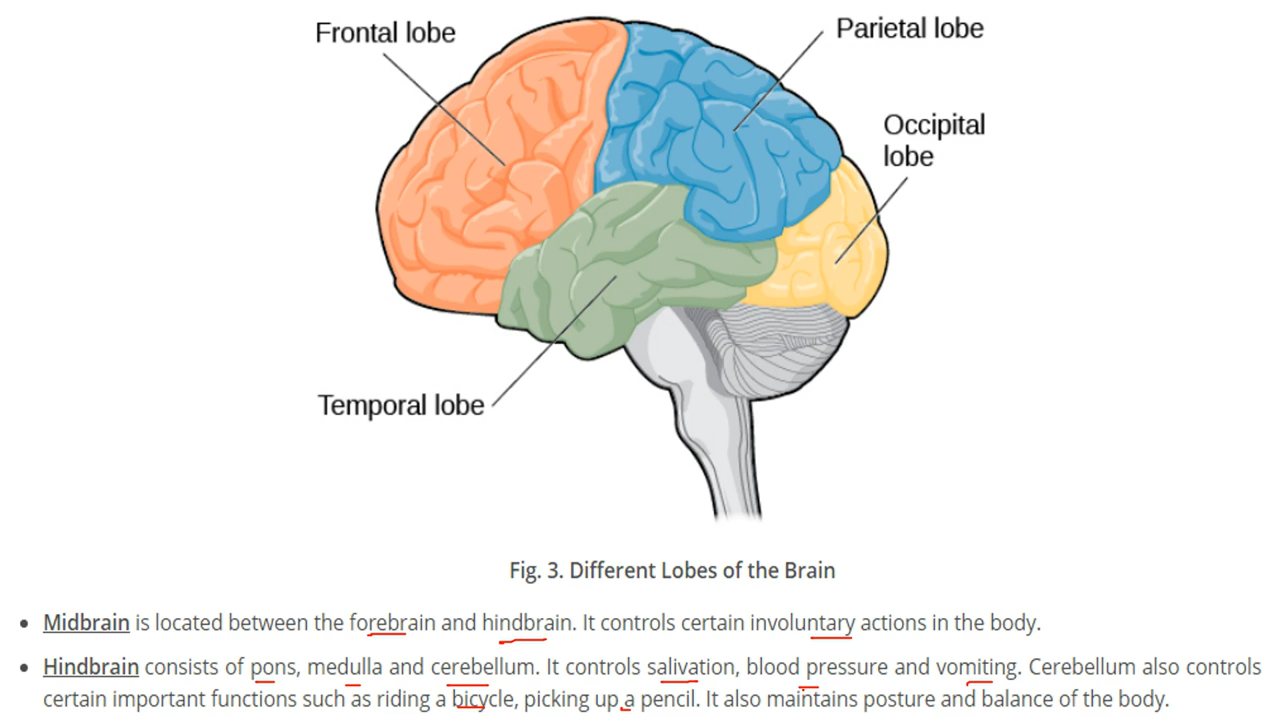 Frontal lobe
Parietal lobe
Occipital
lobe
Temporal lobe
Fig. 3. Different Lobes of the Brain
• Midbrain is located between the forebrain and hindbrain. It controls certain involuntary actions in the body.
• Hindbrain consists of pons, medulla and cerebellum. It controls salivation, blood pressure and vomiting. Cerebellum also controls
certain important functions such as riding a bicycle, picking up a pencil. It also maintains posture and balance of the body.